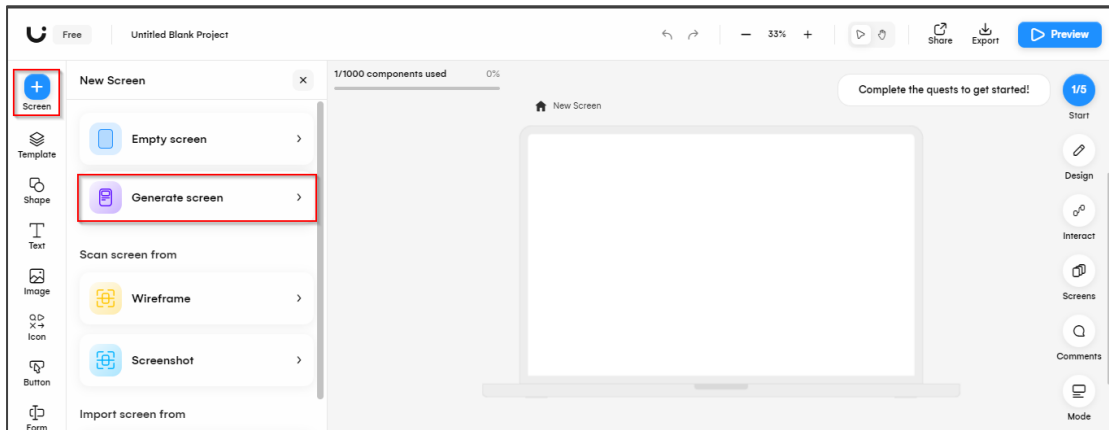 Free
Untitled Blank Project
33%
Share
Export
Preview
Screen
Template
Shape
Text
Image
Icon
Button
Form
New Screen
Empty screen
Generate screen
Scan screen from
Wireframe
Screenshot
Import screen from
1/1000 components used 0%
New Screen
Complete the quests to get started!
1/5
Start
Design
Interact
Screens
Comments
Mode